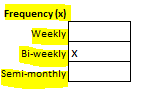 Frequency (x)
Weekly
Bi-weekly X
Semi-monthly